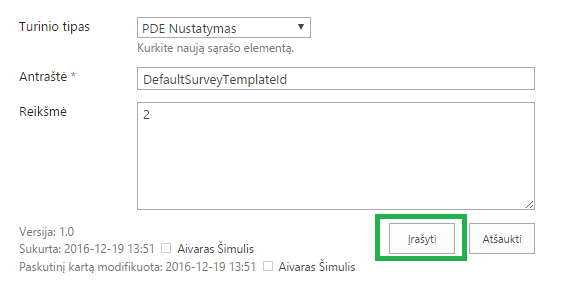 Turinio tipas
PDE Nustatymas
Kurkite naują sąrašo elementą.
Antraštė *
DefaultSurveyTemplateId
Reikšmė
2
Versija: 1.0
Sukurta: 2016-12-19 13:51 Aivaras Šimulis
Paskutinį kartą modifikuota: 2016-12-19 13:51 Aivaras Šimulis
Įrašyti
Atšaukti